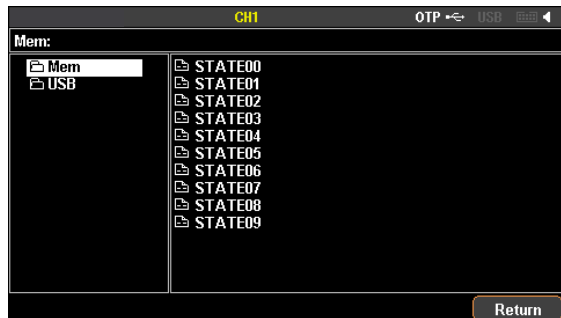 CH1 OTP USB
Mem:
Mem
USB
STATE00
STATE01
STATE02
STATE03
STATE04
STATE05
STATE06
STATE07
STATE08
STATE09
Return